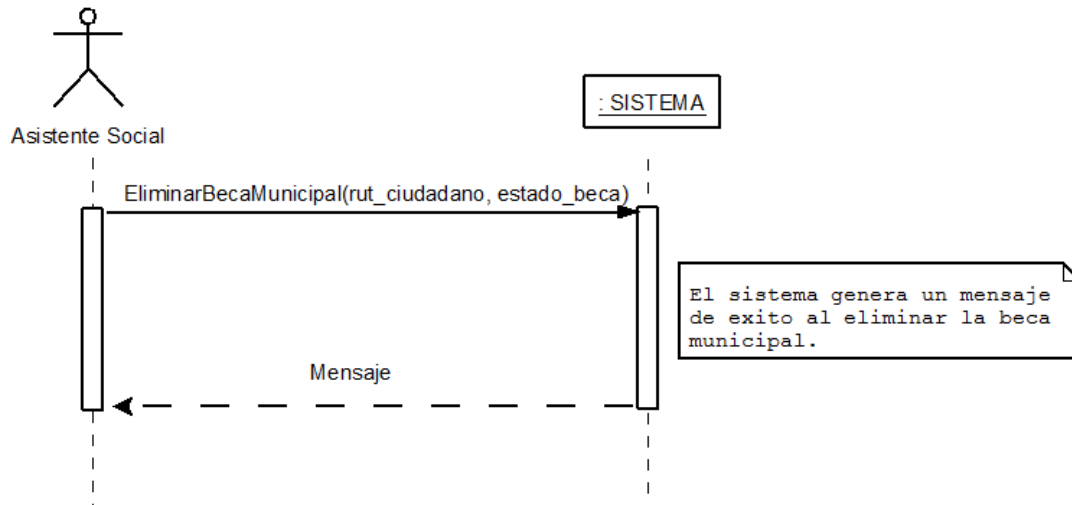 : SISTEMA
Asistente Social
EliminarBecaMunicipal(rut_ciudadano, estado_beca)
El sistema genera un mensaje
de exito al eliminar la beca
municipal.
Mensaje